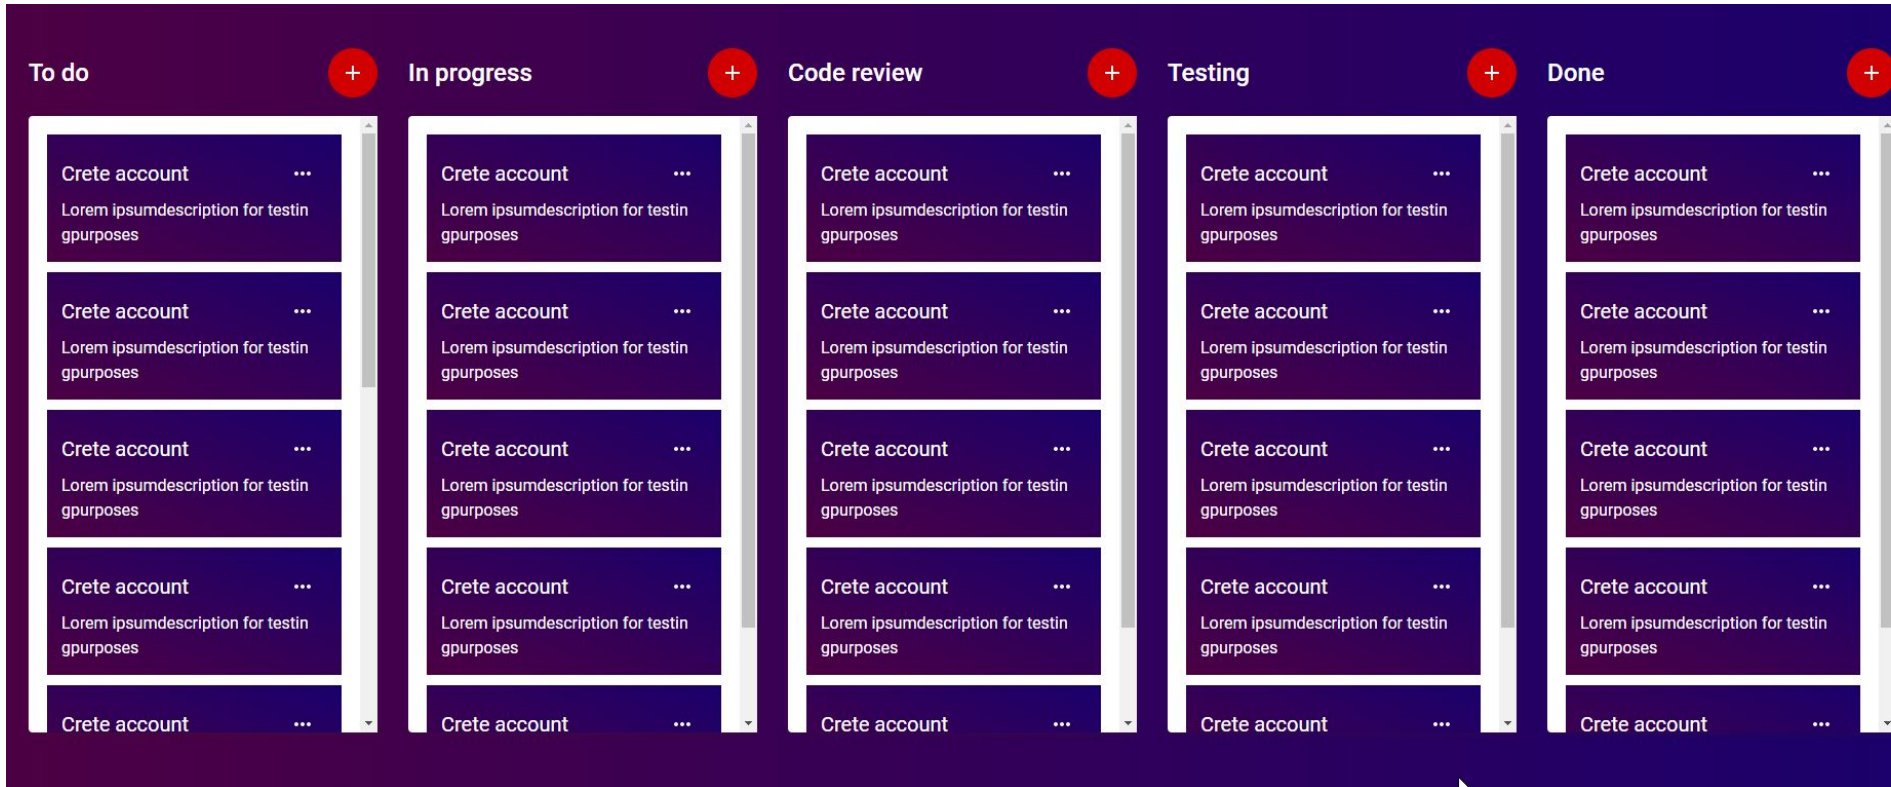 To do +
Crete account ...
Lorem ipsumdescription for testin
gpurposes
Crete account ...
Lorem ipsumdescription for testin
gpurposes
Crete account ...
Lorem ipsumdescription for testin
gpurposes
Crete account ...
Lorem ipsumdescription for testin
gpurposes
Crete account ...
In progress +
Crete account ...
Lorem ipsumdescription for testin
gpurposes
Crete account ...
Lorem ipsumdescription for testin
gpurposes
Crete account ...
Lorem ipsumdescription for testin
gpurposes
Crete account ...
Lorem ipsumdescription for testin
gpurposes
Crete account ...
Code review +
Crete account ...
Lorem ipsumdescription for testin
gpurposes
Crete account ...
Lorem ipsumdescription for testin
gpurposes
Crete account ...
Lorem ipsumdescription for testin
gpurposes
Crete account ...
Lorem ipsumdescription for testin
gpurposes
Crete account ...
Testing +
Crete account ...
Lorem ipsumdescription for testin
gpurposes
Crete account ...
Lorem ipsumdescription for testin
gpurposes
Crete account ...
Lorem ipsumdescription for testin
gpurposes
Crete account ...
Lorem ipsumdescription for testin
gpurposes
Crete account ...
Done +
Crete account ...
Lorem ipsumdescription for testin
gpurposes
Crete account ...
Lorem ipsumdescription for testin
gpurposes
Crete account ...
Lorem ipsumdescription for testin
gpurposes
Crete account ...
Lorem ipsumdescription for testin
gpurposes
Crete account ...